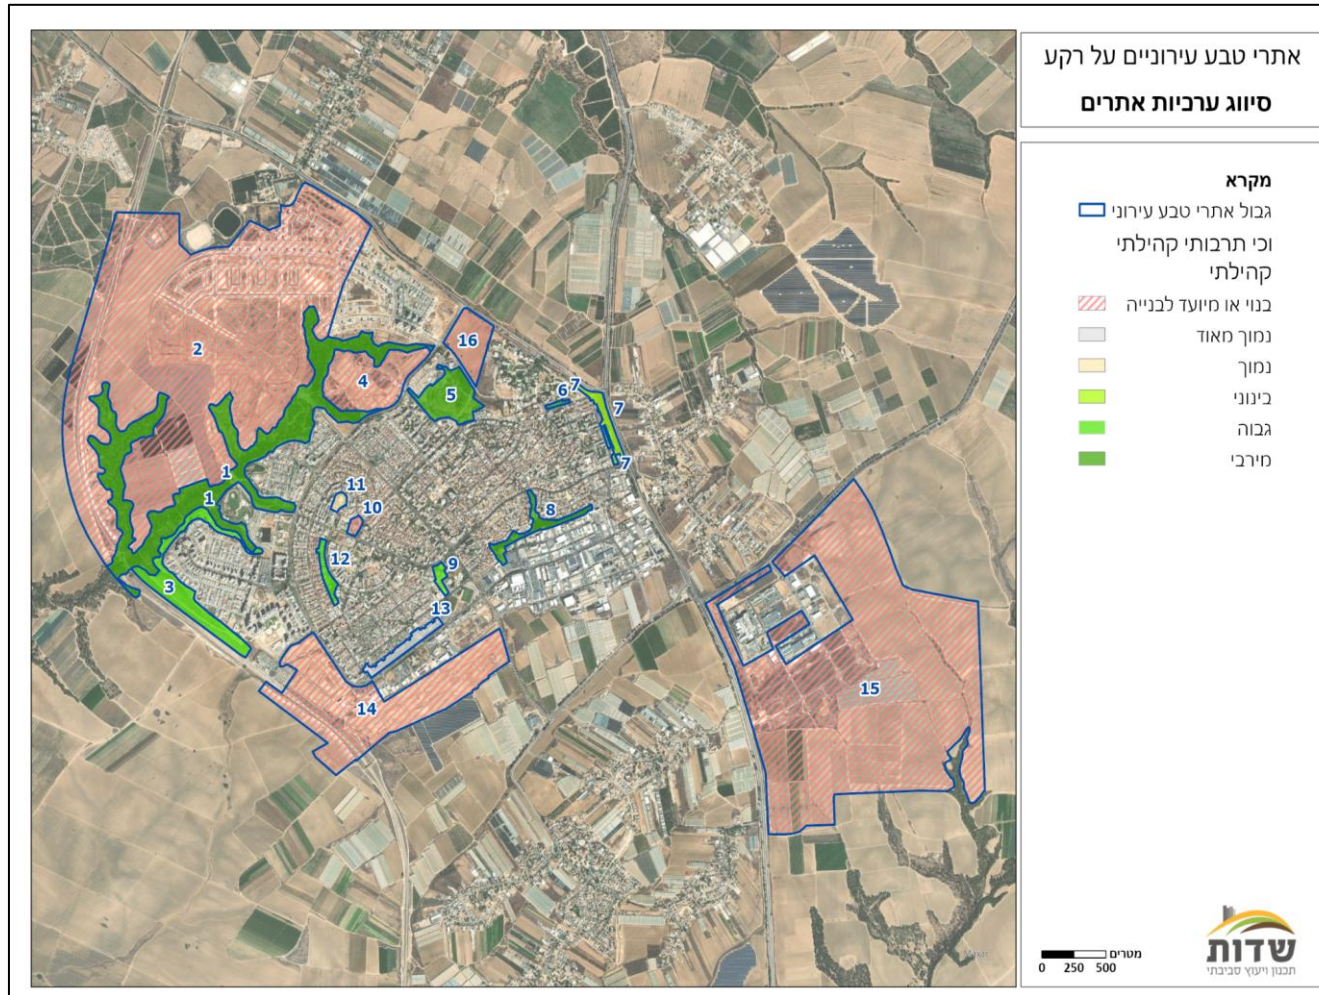 אתרי טבע עירוניים על רקע
סיווג ערכיות אתרים
מקרא
גבול אתרי טבע עירוני
וכי תרבותי קהילתי
קהילתי
בנוי או מיועד לבנייה
נמוך מאוד
נמוך
בינוני
גבוה
מירבי
2
16
4
5
6
7
7
7
1
1
11
10
8
12
9
3
13
14
15
מטרים
0 250 500
שדות
תכנון וייעוץ סביבתי